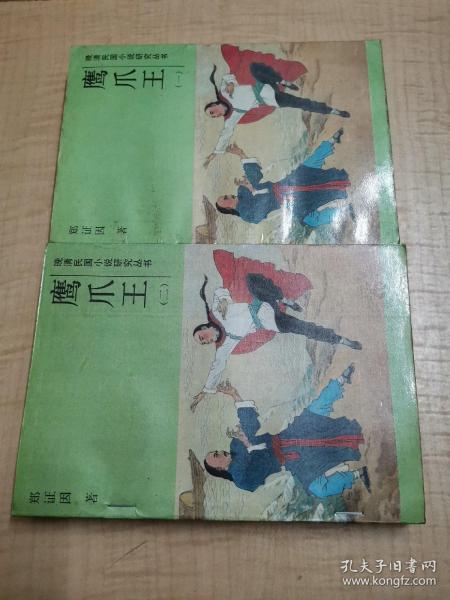 晚清民国小说研究丛书
鹰爪王(一)
郑证因 著
晚清民国小说研究丛书
鹰爪王(二)
郑证因 著
孔夫子旧书网
www.kongfz.com